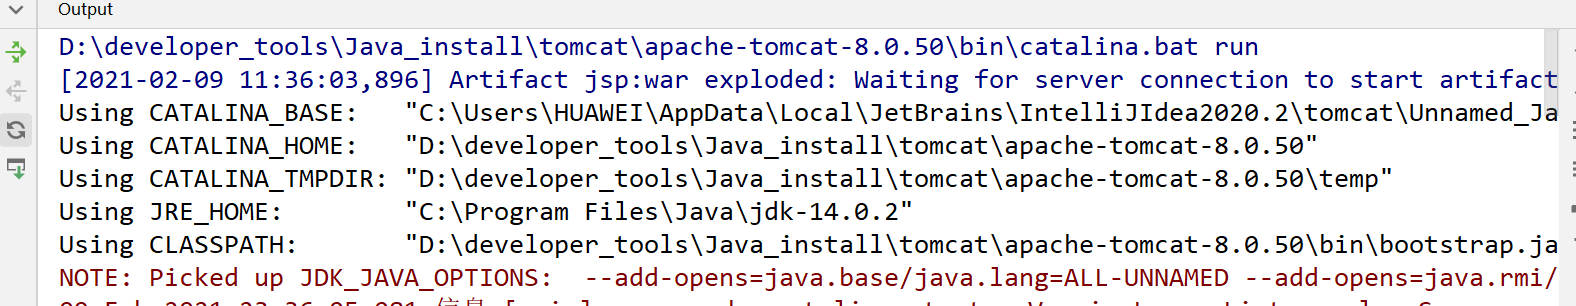 Output
D:\developer_tools\Java_install\tomcat\apache-tomcat-8.0.50\bin\catalina.bat run
[2021-02-09 11:36:03,896] Artifact jsp:war exploded: Waiting for server connection to start artifact
Using CATALINA_BASE:   "C:\Users\HUAWEI\AppData\Local\JetBrains\IntelliJIdea2020.2\tomcat\Unnamed_Ja
Using CATALINA_HOME:   "D:\developer_tools\Java_install\tomcat\apache-tomcat-8.0.50"
Using CATALINA_TMPDIR: "D:\developer_tools\Java_install\tomcat\apache-tomcat-8.0.50\temp"
Using JRE_HOME:        "C:\Program Files\Java\jdk-14.0.2"
Using CLASSPATH:       "D:\developer_tools\Java_install\tomcat\apache-tomcat-8.0.50\bin\bootstrap.ja
NOTE: Picked up JDK_JAVA_OPTIONS:  --add-opens=java.base/java.lang=ALL-UNNAMED --add-opens=java.rmi/